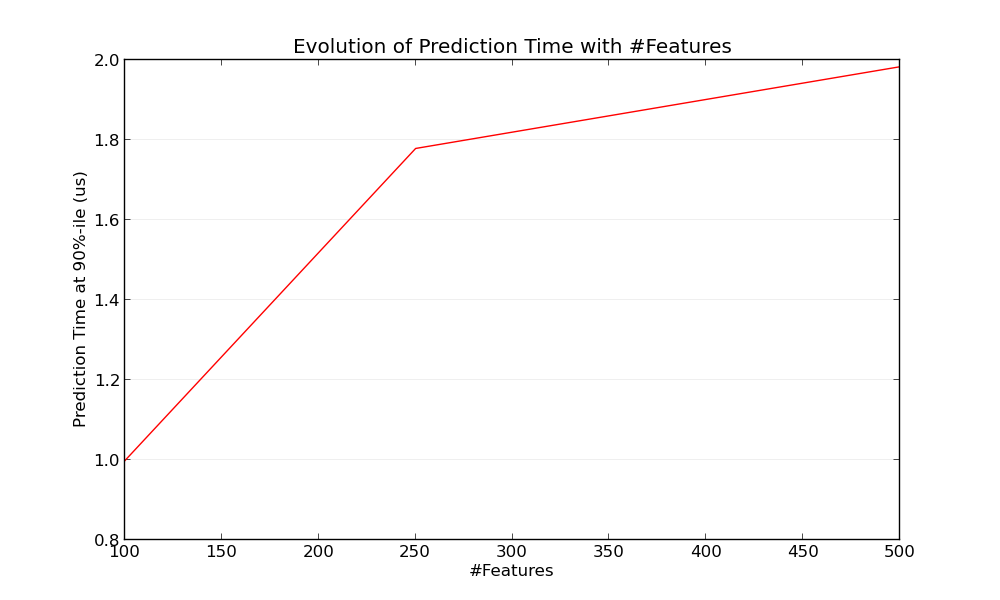 Evolution of Prediction Time with #Features
Prediction Time at 90%-ile (us)
2.0
1.8
1.6
1.4
1.2
1.0
0.8
100 150 200 250 300 350 400 450 500
#Features